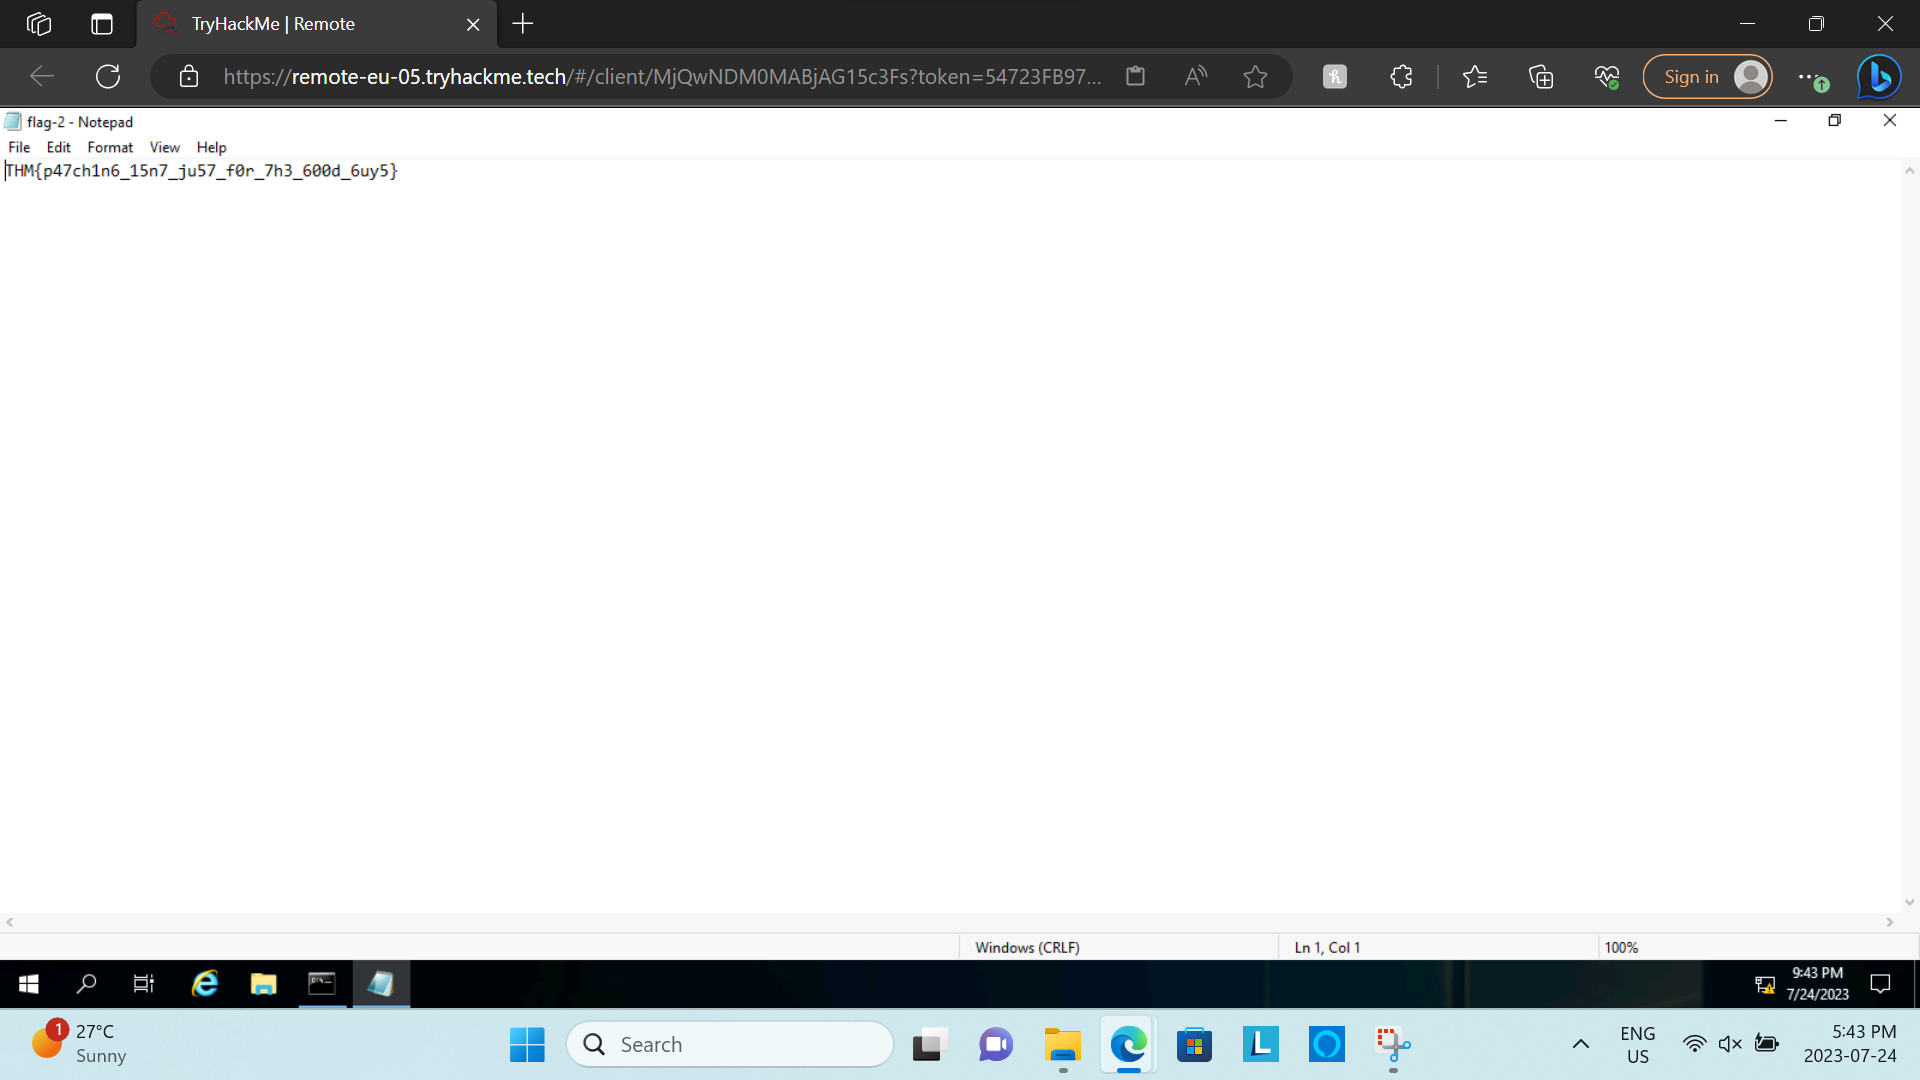 TryHackMe | Remote
https://remote-eu-05.tryhackme.tech/#/client/MjQwNDM0MABjAG15c3Fs?token=54723FB97...
Sign in
flag-2 - Notepad
File Edit Format View Help
THM{p47ch1n6_15n7_ju57_f0r_7h3_600d_6uy5}
Windows (CRLF)
Ln 1, Col 1
100%
9:43 PM
7/24/2023
1
27°C
Sunny
Search
ENG
US
5:43 PM
2023-07-24